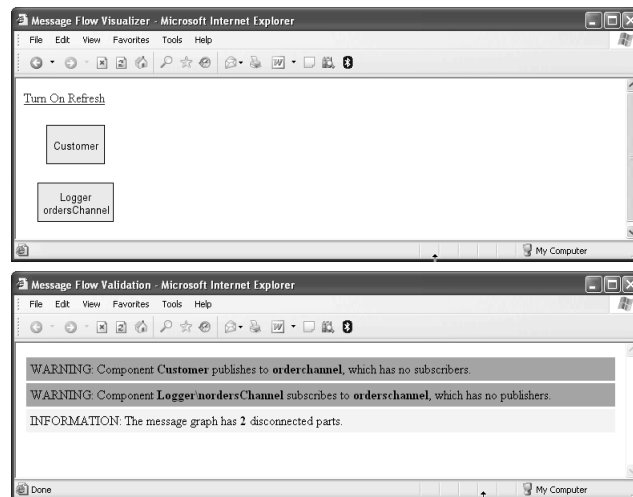 Message Flow Visualizer - Microsoft Internet Explorer
File Edit View Favorites Tools Help
Turn On Refresh
Customer
Logger
ordersChannel
My Computer
Message Flow Validation - Microsoft Internet Explorer
File Edit View Favorites Tools Help
WARNING: Component Customer publishes to orderchannel, which has no subscribers.
WARNING: Component Logger\nordersChannel subscribes to orderschannel, which has no publishers.
INFORMATION: The message graph has 2 disconnected parts.
Done My Computer